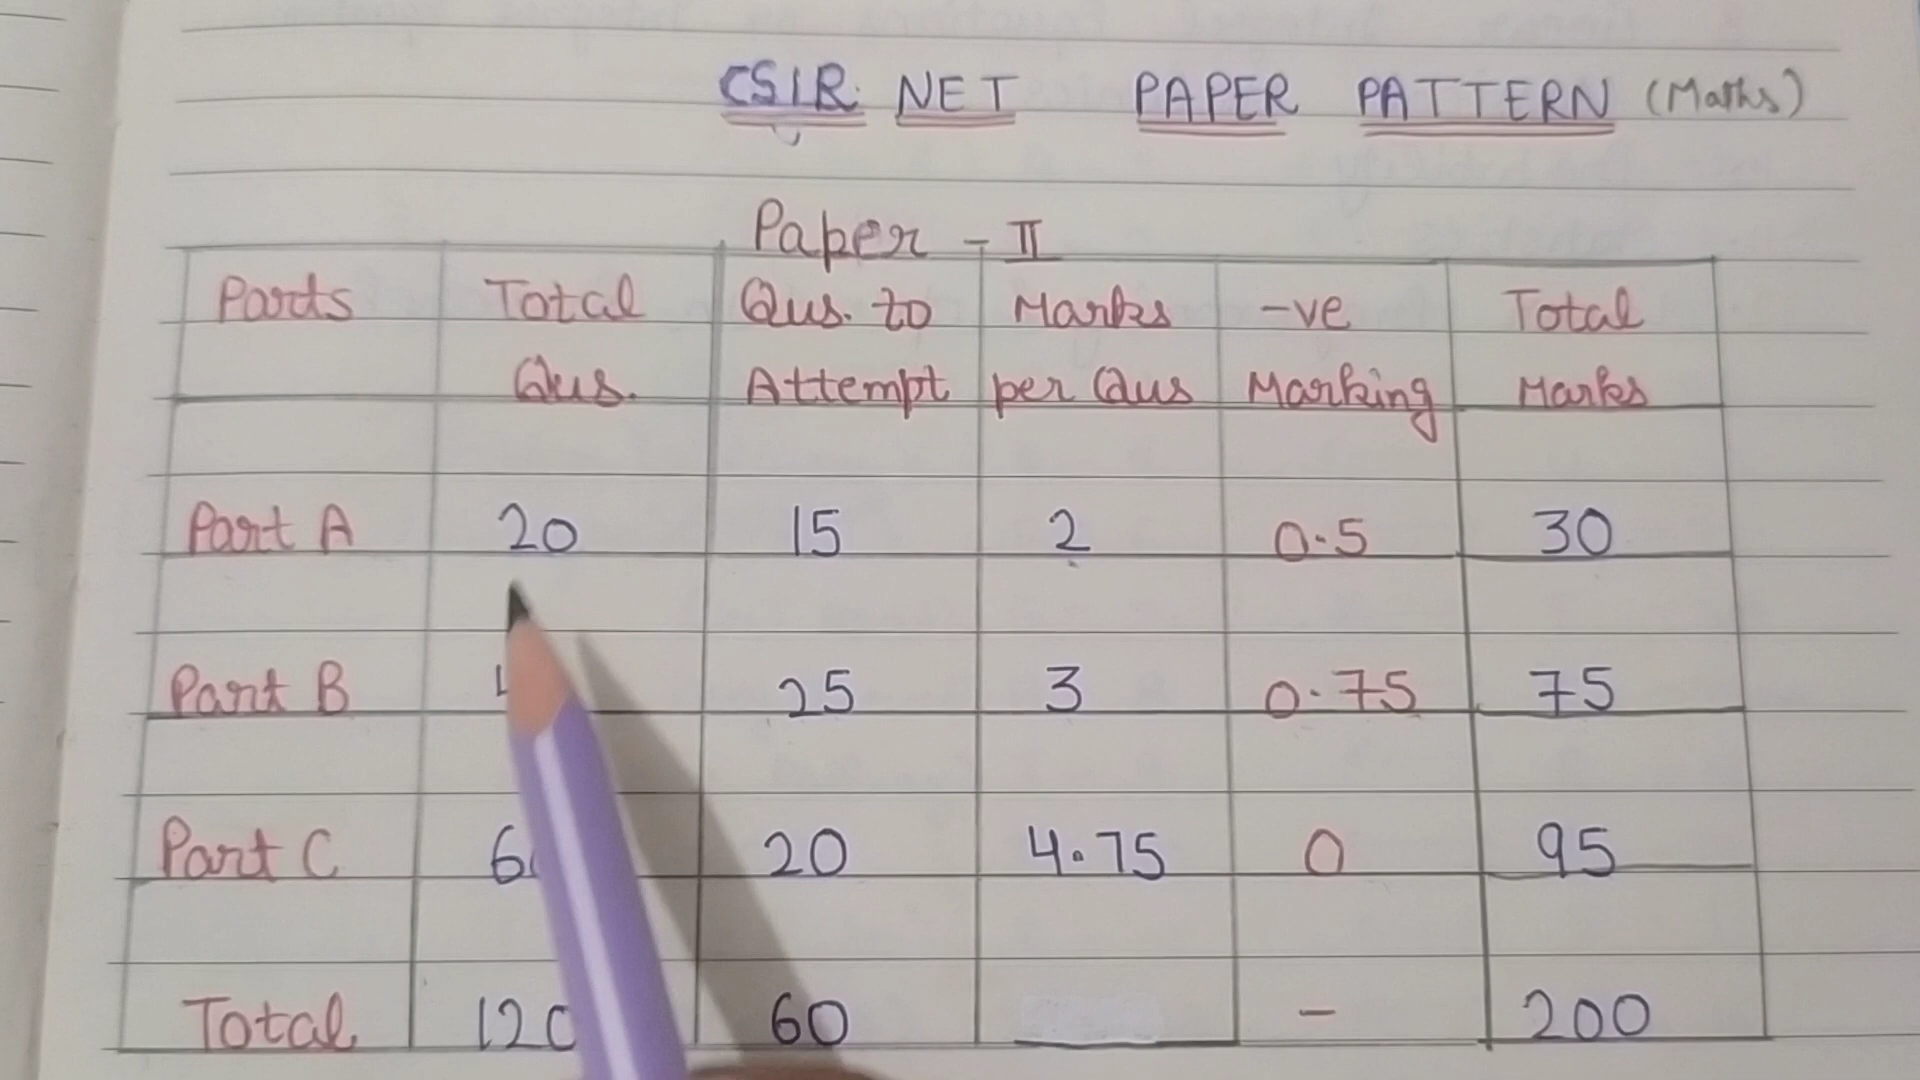 CSIR NET PAPER PATTERN (Maths)
Paper - II
Parts Total Qus. to Marks -ve Total
Qus. Attempt per Qus Marking Marks
Part A 20 15 2 0.5 30
Part B 25 3 0.75 75
Part C 20 4.75 0 95
Total 120 60 - 200